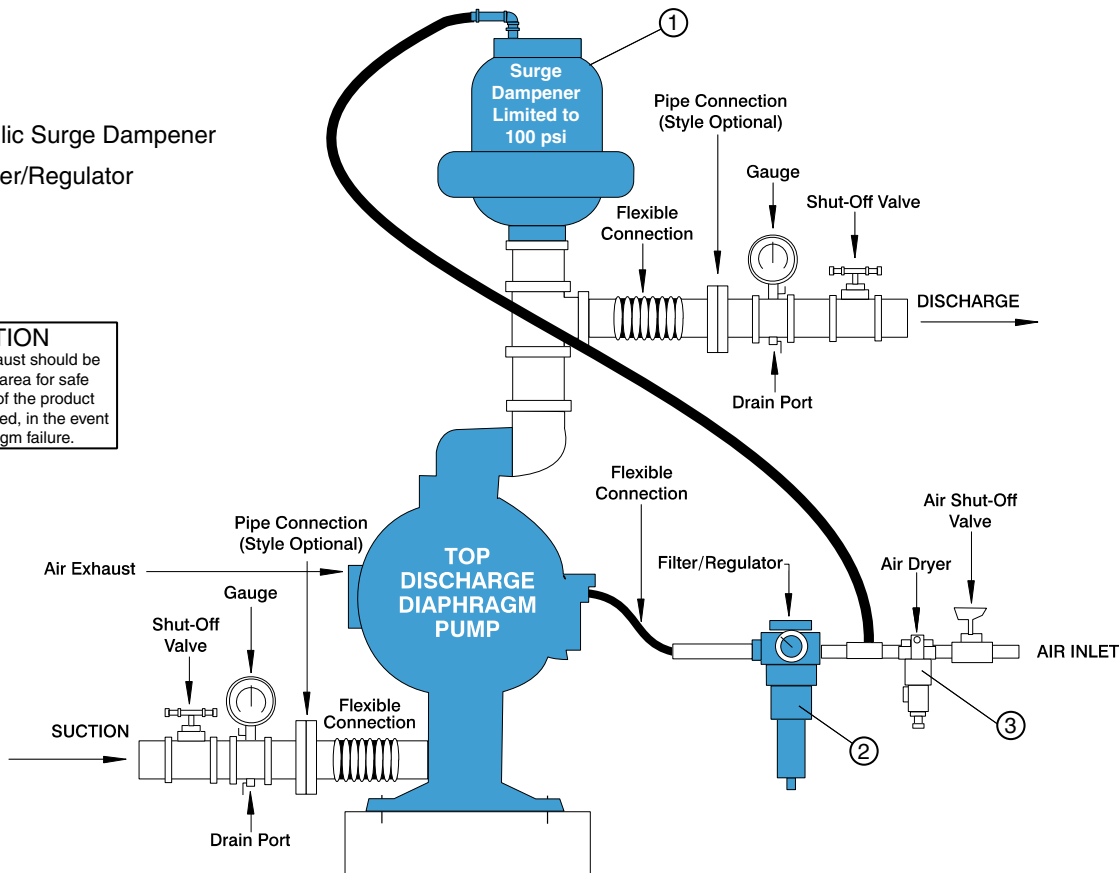 1
Surge
Dampener
Limited to
100 psi
lic Surge Dampener
er/Regulator
Pipe Connection
(Style Optional)
Gauge
Shut-Off Valve
Flexible
Connection
DISCHARGE
Drain Port
TION
aust should be
area for safe
of the product
ed, in the event
gm failure.
Flexible
Connection
Air Shut-Off
Valve
Pipe Connection
(Style Optional)
Air Exhaust
TOP
DISCHARGE
DIAPHRAGM
PUMP
Filter/Regulator
Air Dryer
Gauge
Shut-Off
Valve
AIR INLET
Flexible
Connection
SUCTION
2
3
Drain Port